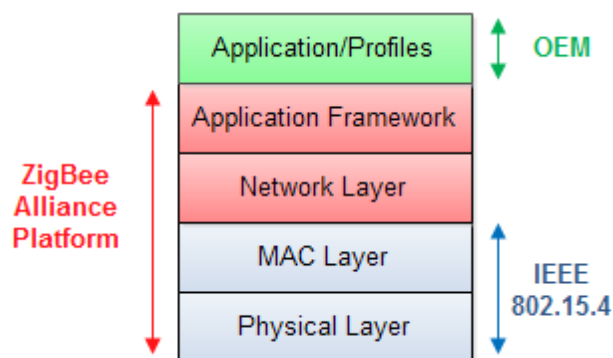 Application/Profiles
OEM
Application Framework
ZigBee
Alliance
Platform
Network Layer
MAC Layer
IEEE
802.15.4
Physical Layer